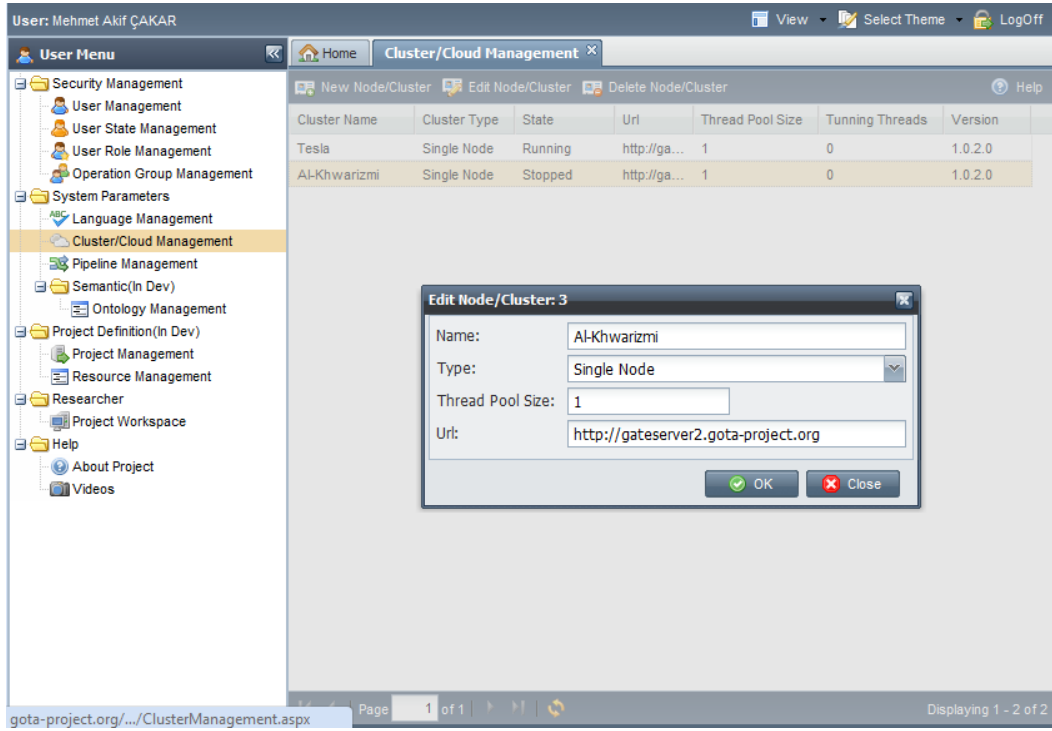 User: Mehmet Akif ÇAKAR View Select Theme LogOff
User Menu
Home Cluster/Cloud Management
Security Management
User Management
User State Management
User Role Management
Operation Group Management
System Parameters
ABC Language Management
Cluster/Cloud Management
Pipeline Management
Semantic(In Dev)
Ontology Management
Project Definition(In Dev)
Project Management
Resource Management
Researcher
Project Workspace
Help
About Project
Videos
New Node/Cluster Edit Node/Cluster Delete Node/Cluster Help
Cluster Name Cluster Type State Url Thread Pool Size Tunning Threads Version
Tesla Single Node Running http://ga... 1 0 1.0.2.0
Al-Khwarizmi Single Node Stopped http://ga... 1 0 1.0.2.0
Edit Node/Cluster: 3
Name: Al-Khwarizmi
Type: Single Node
Thread Pool Size: 1
Url: http://gateserver2.gota-project.org
OK Close
Page 1 of 1 Displaying 1 - 2 of 2
gota-project.org/.../ClusterManagement.aspx